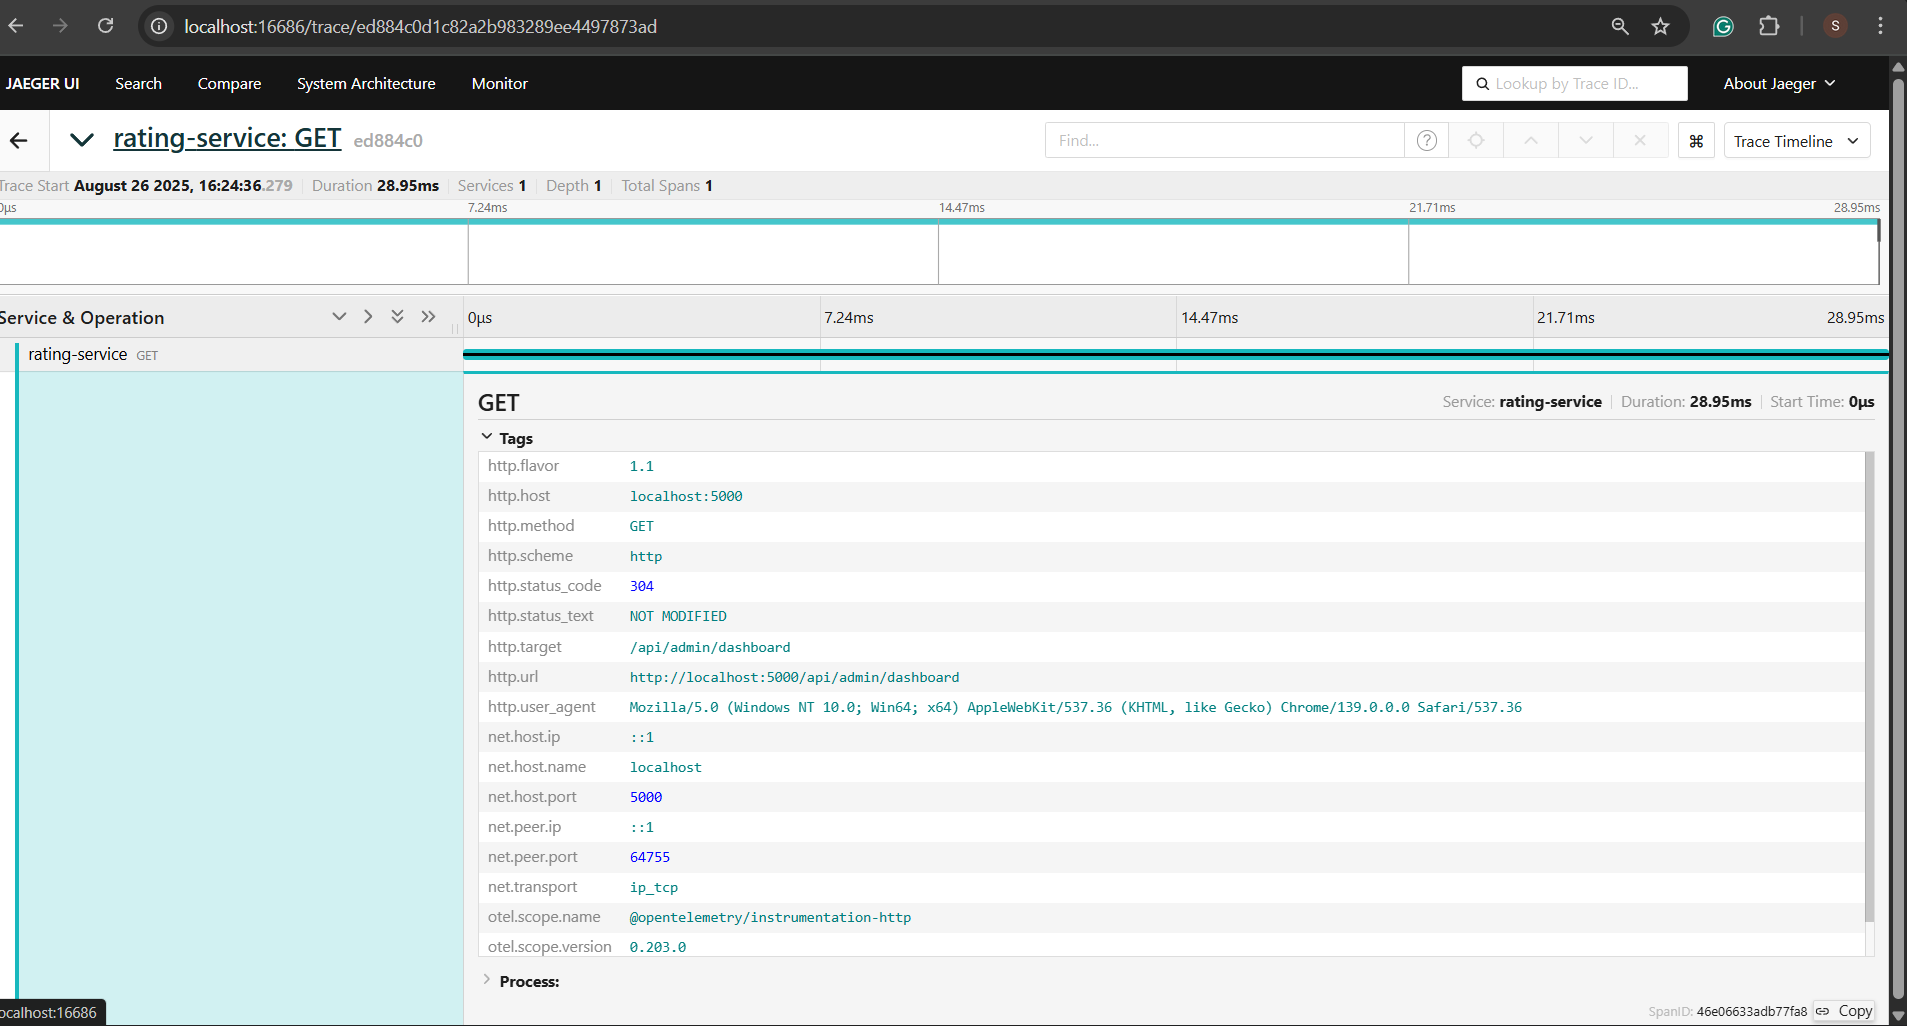 localhost:16686/trace/ed884c0d1c82a2b983289ee4497873ad
S
JAEGER UI Search Compare System Architecture Monitor Lookup by Trace ID... About Jaeger
rating-service: GET ed884c0 Find... ? ⌘ Trace Timeline
Trace Start August 26 2025, 16:24:36.279 Duration 28.95ms Services 1 Depth 1 Total Spans 1
0µs 7.24ms 14.47ms 21.71ms 28.95ms
Service & Operation 0µs 7.24ms 14.47ms 21.71ms 28.95ms
rating-service GET
GET Service: rating-service Duration: 28.95ms Start Time: 0µs
Tags
http.flavor 1.1
http.host localhost:5000
http.method GET
http.scheme http
http.status_code 304
http.status_text NOT MODIFIED
http.target /api/admin/dashboard
http.url http://localhost:5000/api/admin/dashboard
http.user_agent Mozilla/5.0 (Windows NT 10.0; Win64; x64) AppleWebKit/537.36 (KHTML, like Gecko) Chrome/139.0.0.0 Safari/537.36
net.host.ip ::1
net.host.name localhost
net.host.port 5000
net.peer.ip ::1
net.peer.port 64755
net.transport ip_tcp
otel.scope.name @opentelemetry/instrumentation-http
otel.scope.version 0.203.0
Process:
ocalhost:16686 SpanID: 46e06633adb77fa8 Copy